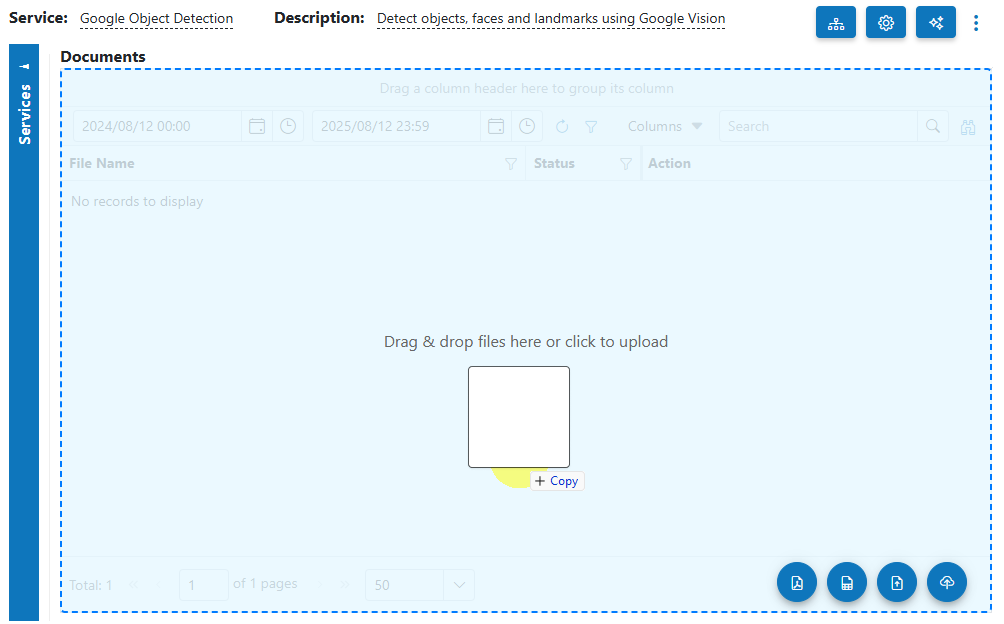 Service: Google Object Detection Description: Detect objects, faces and landmarks using Google Vision
Services
Documents
Drag a column header here to group its column
2024/08/12 00:00 2025/08/12 23:59 Columns Search
File Name Status Action
No records to display
Drag & drop files here or click to upload
+ Copy
Total: 1 1 of 1 pages 50